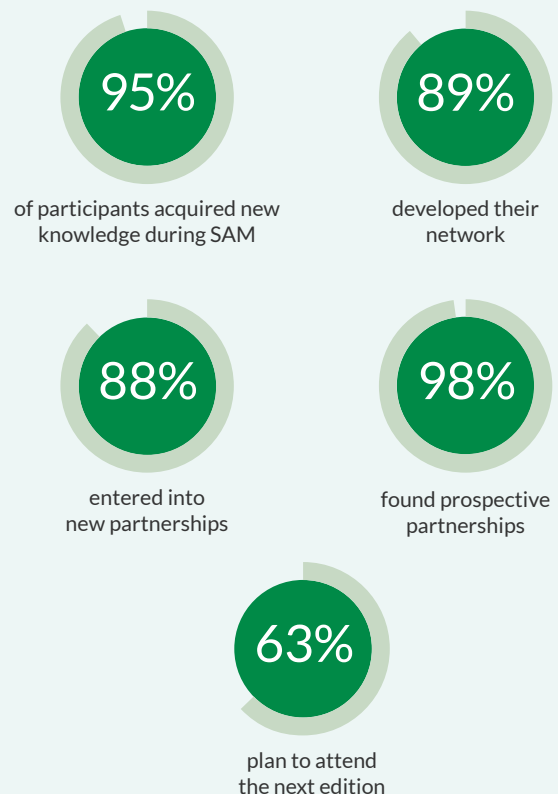 95%
of participants acquired new
knowledge during SAM
89%
developed their
network
88%
entered into
new partnerships
98%
found prospective
partnerships
63%
plan to attend
the next edition